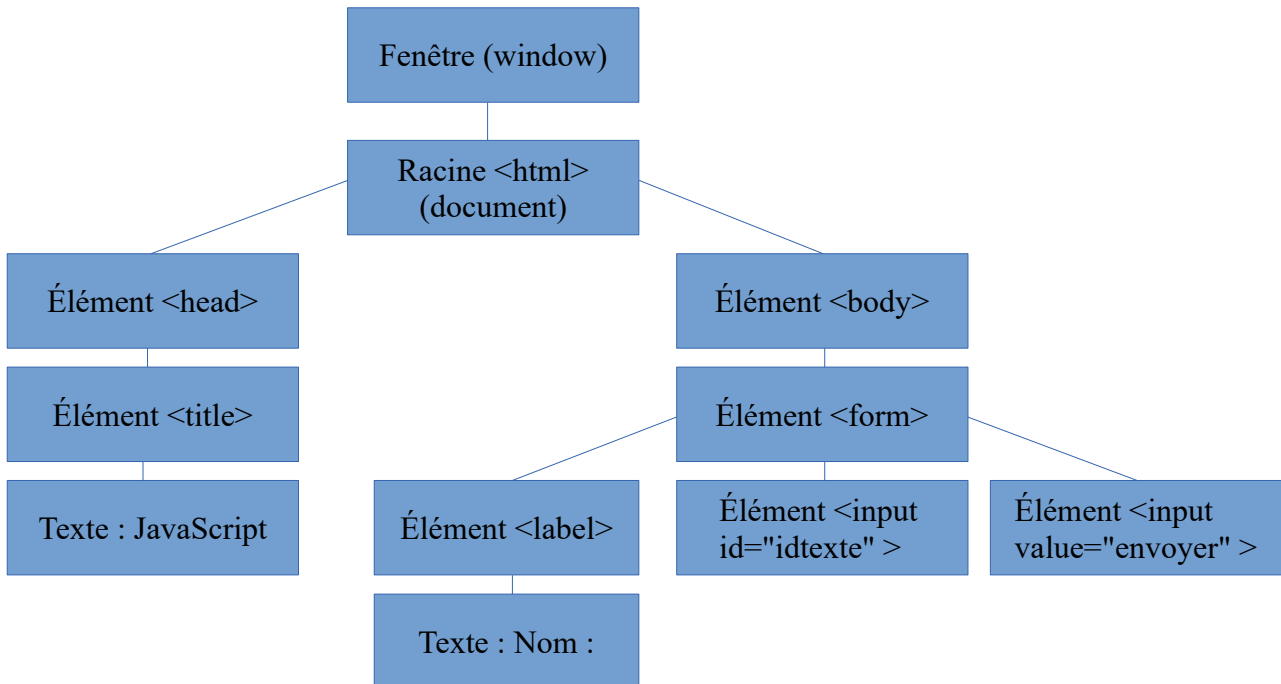 Fenêtre (window)
Racine <html>
(document)
Élément <head>
Élément <body>
Élément <title>
Élément <form>
Texte : JavaScript
Élément <label>
Élément <input
id="idtexte" >
Élément <input
value="envoyer" >
Texte : Nom :